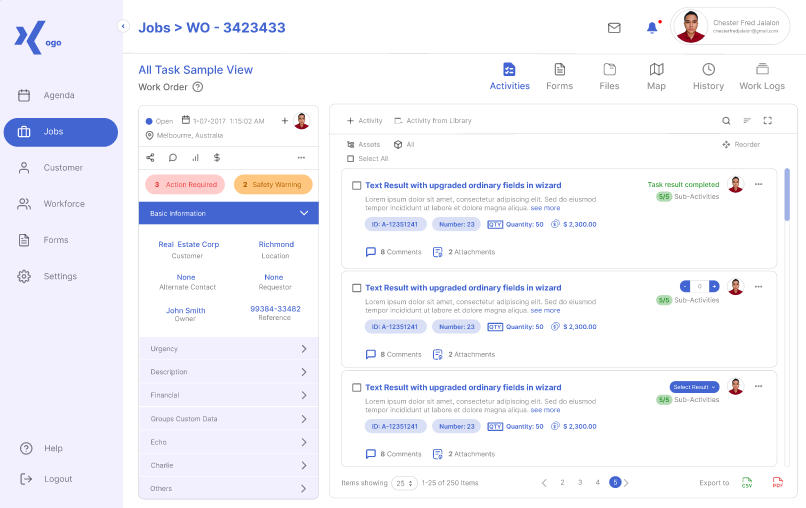 ogo
Agenda
Jobs
Customer
Workforce
Forms
Settings
Help
Logout
Jobs > WO - 3423433
Chester Fred Jalalon
chesterfredjalalon@gmail.com
All Task Sample View
Work Order ?
Activities Forms Files Map History Work Logs
Open 1-07-2017 1:15:02 AM +
Melbourne, Australia
3 Action Required 2 Safety Warning
Basic Information
Real Estate Corp Richmond
Customer Location
None None
Alternate Contact Requestor
John Smith 99384-33482
Owner Reference
Urgency
Description
Financial
Groups Custom Data
Echo
Charlie
Others
+ Activity Activity from Library
Assets All Reorder
Select All
Text Result with upgraded ordinary fields in wizard Task result completed
Lorem ipsum dolor sit amet, consectetur adipiscing elit. Sed do eiusmod 5/5 Sub-Activities
tempor incididunt ut labore et dolore magna aliqua. see more
ID: A-12351241 Number: 23 QTY Quantity: 50 $ 2,300.00
8 Comments 2 Attachments
Text Result with upgraded ordinary fields in wizard - 0 +
Lorem ipsum dolor sit amet, consectetur adipiscing elit. Sed do eiusmod 5/5 Sub-Activities
tempor incididunt ut labore et dolore magna aliqua. see more
ID: A-12351241 Number: 23 QTY Quantity: 50 $ 2,300.00
8 Comments 2 Attachments
Text Result with upgraded ordinary fields in wizard Select Result
Lorem ipsum dolor sit amet, consectetur adipiscing elit. Sed do eiusmod 5/5 Sub-Activities
tempor incididunt ut labore et dolore magna aliqua. see more
ID: A-12351241 Number: 23 QTY Quantity: 50 $ 2,300.00
8 Comments 2 Attachments
Items showing 25 1-25 of 250 Items 2 3 4 5 Export to CSV PDF